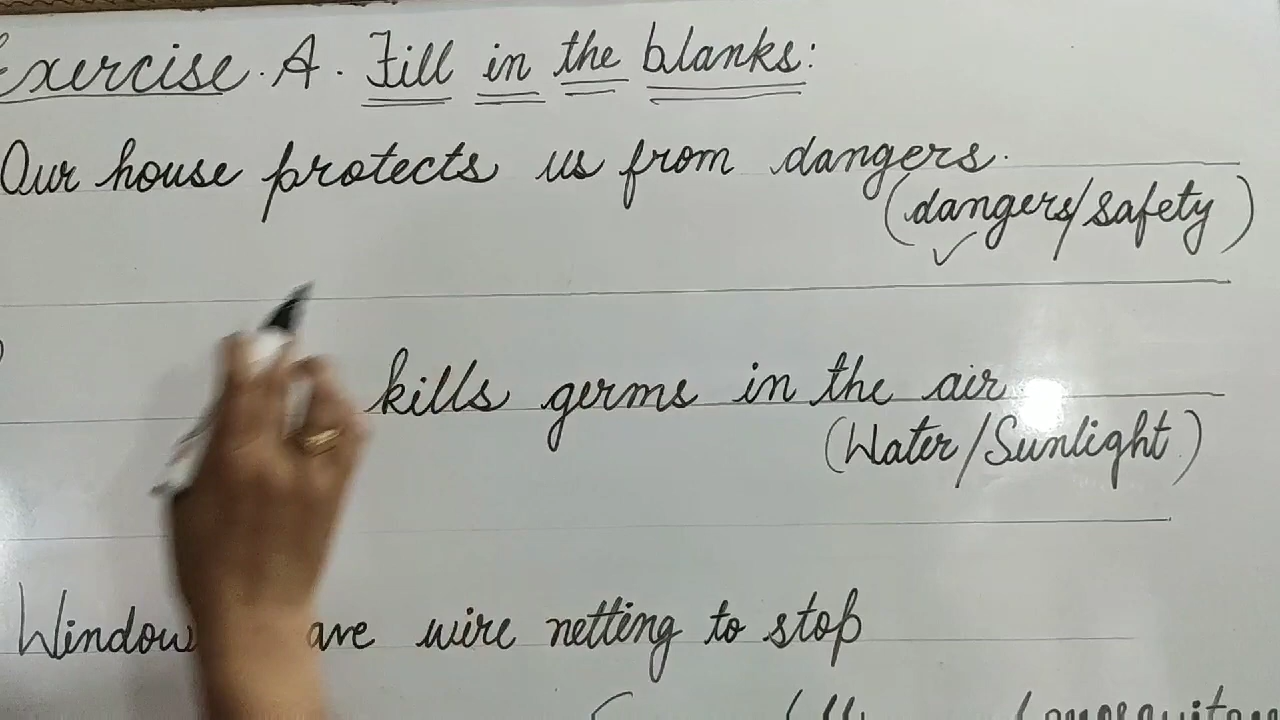 Exercise. A. Fill in the blanks:
Our house protects us from dangers.
(dangers/safety)
kills germs in the air
(Water/Sunlight)
are wire netting to stop